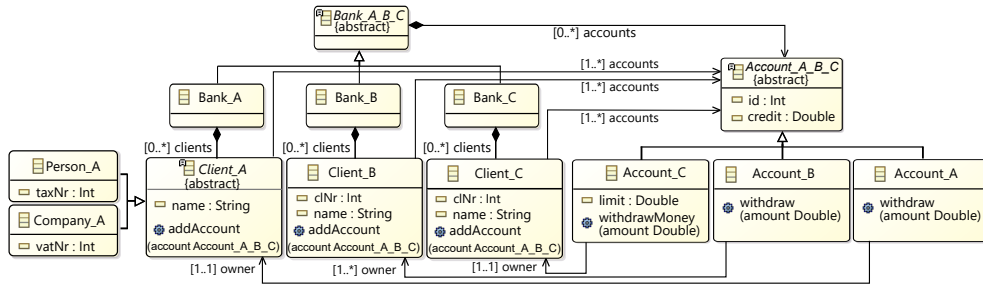 Bank_A_B_C
{abstract}
[0..*] accounts
[1..*] accounts
[1..*] accounts
[1..*] accounts
Account_A_B_C
{abstract}
id : Int
credit : Double
Bank_A
Bank_B
Bank_C
[0..*] clients
[0..*] clients
[0..*] clients
Person_A
taxNr : Int
Company_A
vatNr : Int
Client_A
{abstract}
name : String
addAccount
(account Account_A_B_C)
Client_B
clNr : Int
name : String
addAccount
(account Account_A_B_C)
Client_C
clNr : Int
name : String
addAccount
(account Account_A_B_C)
Account_C
limit : Double
withdrawMoney
(amount Double)
Account_B
withdraw
(amount Double)
Account_A
withdraw
(amount Double)
[1..1] owner
[1..*] owner
[1..1] owner